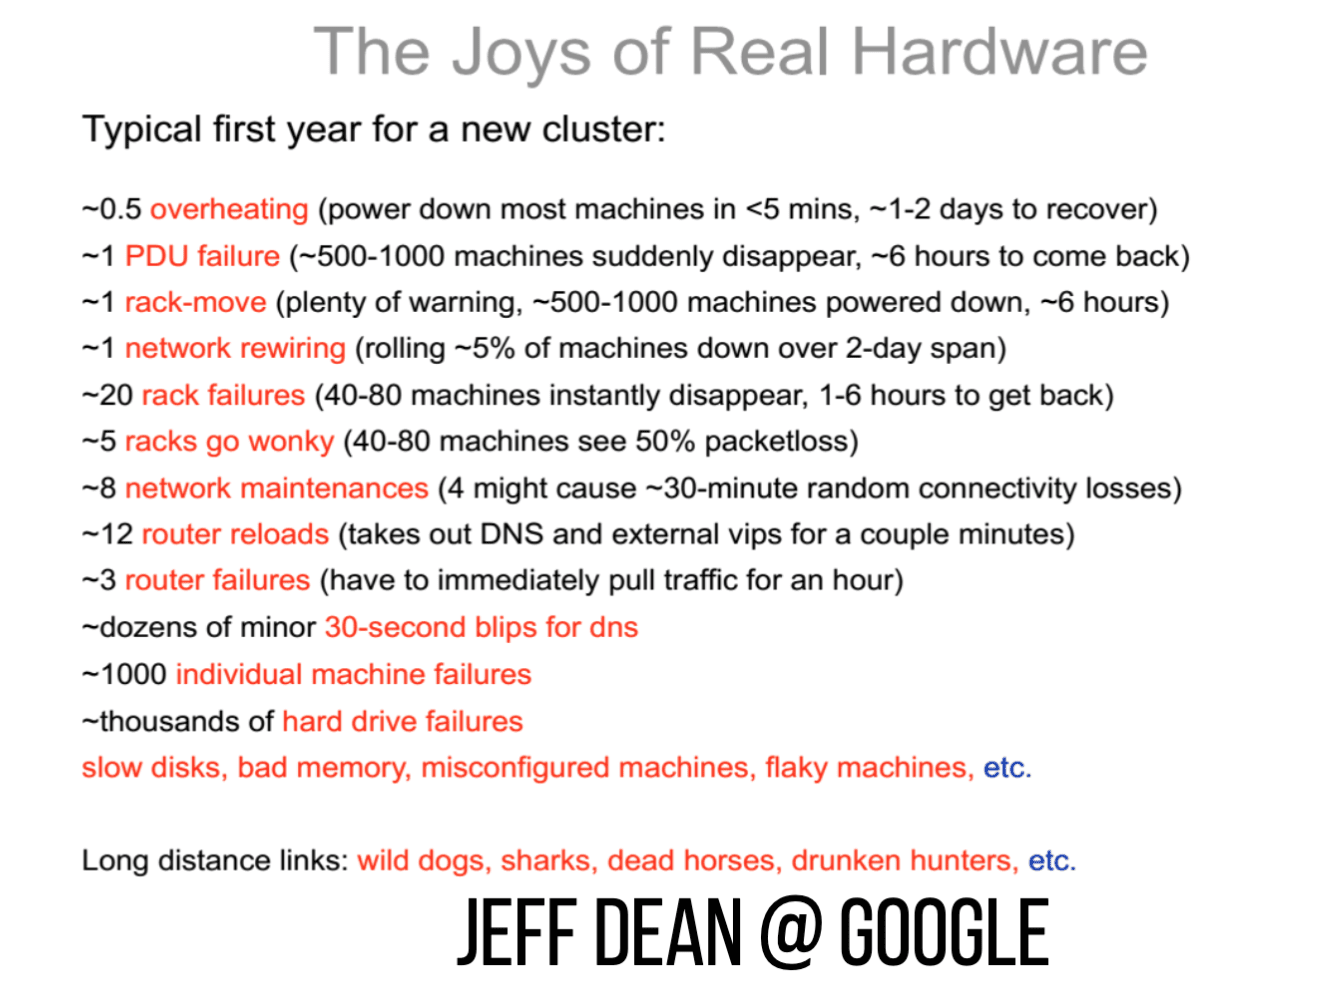 The Joys of Real Hardware
Typical first year for a new cluster:
~0.5 overheating (power down most machines in <5 mins, ~1-2 days to recover)
~1 PDU failure (~500-1000 machines suddenly disappear, ~6 hours to come back)
~1 rack-move (plenty of warning, ~500-1000 machines powered down, ~6 hours)
~1 network rewiring (rolling ~5% of machines down over 2-day span)
~20 rack failures (40-80 machines instantly disappear, 1-6 hours to get back)
~5 racks go wonky (40-80 machines see 50% packetloss)
~8 network maintenances (4 might cause ~30-minute random connectivity losses)
~12 router reloads (takes out DNS and external vips for a couple minutes)
~3 router failures (have to immediately pull traffic for an hour)
~dozens of minor 30-second blips for dns
~1000 individual machine failures
~thousands of hard drive failures
slow disks, bad memory, misconfigured machines, flaky machines, etc.
Long distance links: wild dogs, sharks, dead horses, drunken hunters, etc.
JEFF DEAN @ GOOGLE